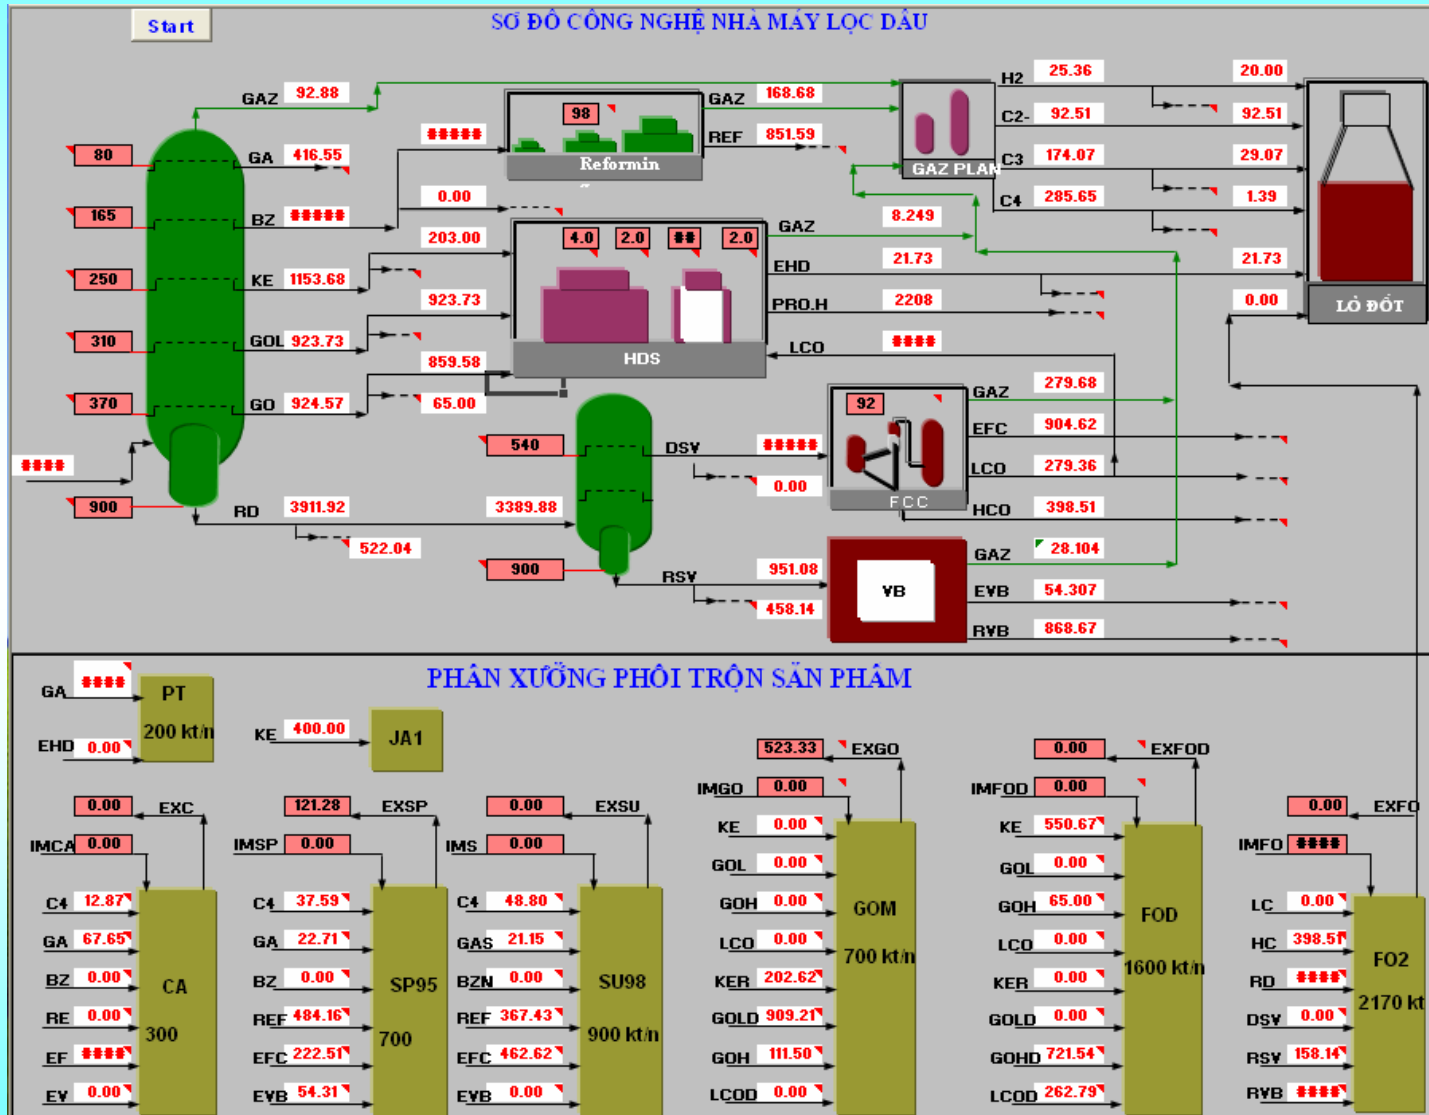 Start
SƠ ĐỒ CÔNG NGHỆ NHÀ MÁY LỌC DẦU
GAZ 92.88
98
GAZ 168.68
H2 25.36 20.00
#####
REF 851.59
C2- 92.51 92.51
80
GA 416.55
Reformin
GAZ PLAN
C3 174.07 29.07
165
BZ #####
0.00
8.249
C4 285.65 1.39
203.00
4.0 2.0 ## 2.0
GAZ
250
KE 1153.68
EHD 21.73 21.73
923.73
PRO.H 2208
0.00
LÒ ĐỐT
310
GOL 923.73
LCO ####
859.58
HDS
370
GO 924.57
65.00
92
GAZ 279.68
540
DSV #####
EFC 904.62
####
0.00
LCO 279.36
FCC
900
RD 3911.92
3389.88
HCO 398.51
522.04
GAZ 28.104
900
RSV 951.08
VB
EVB 54.307
458.14
RVB 868.67
PHÂN XƯỞNG PHỐI TRỘN SẢN PHẨM
GA ####
PT
200 kt/n
EHD 0.00
KE 400.00
JA1
523.33 EXGO
0.00 EXFOD
IMGO 0.00
IMFOD 0.00
0.00 EXC
121.28 EXSP
0.00 EXSU
0.00 EXFO
IMCA 0.00
IMSP 0.00
IMS 0.00
IMFO ####
KE 0.00
KE 550.67
GOL 0.00
GOL 0.00
C4 12.87
C4 37.59
C4 48.80
GOH 0.00
GOM
GOH 65.00
FOD
LC 0.00
GA 67.65
GA 22.71
GAS 21.15
LCO 0.00
700 kt/n
LCO 0.00
1600 kt/n
HC 398.51
FO2
BZ 0.00
CA
BZ 0.00
SP95
BZN 0.00
SU98
KER 202.62
KER 0.00
RD ####
2170 kt
RE 0.00
300
REF 484.16
700
REF 367.43
900 kt/n
GOLD 909.21
GOLD 0.00
DSV 0.00
EF ####
EFC 222.51
EFC 462.62
GOH 111.50
GOHD 721.54
RSV 158.14
EV 0.00
EVB 54.31
EVB 0.00
LCOD 0.00
LCOD 262.79
RVB ####